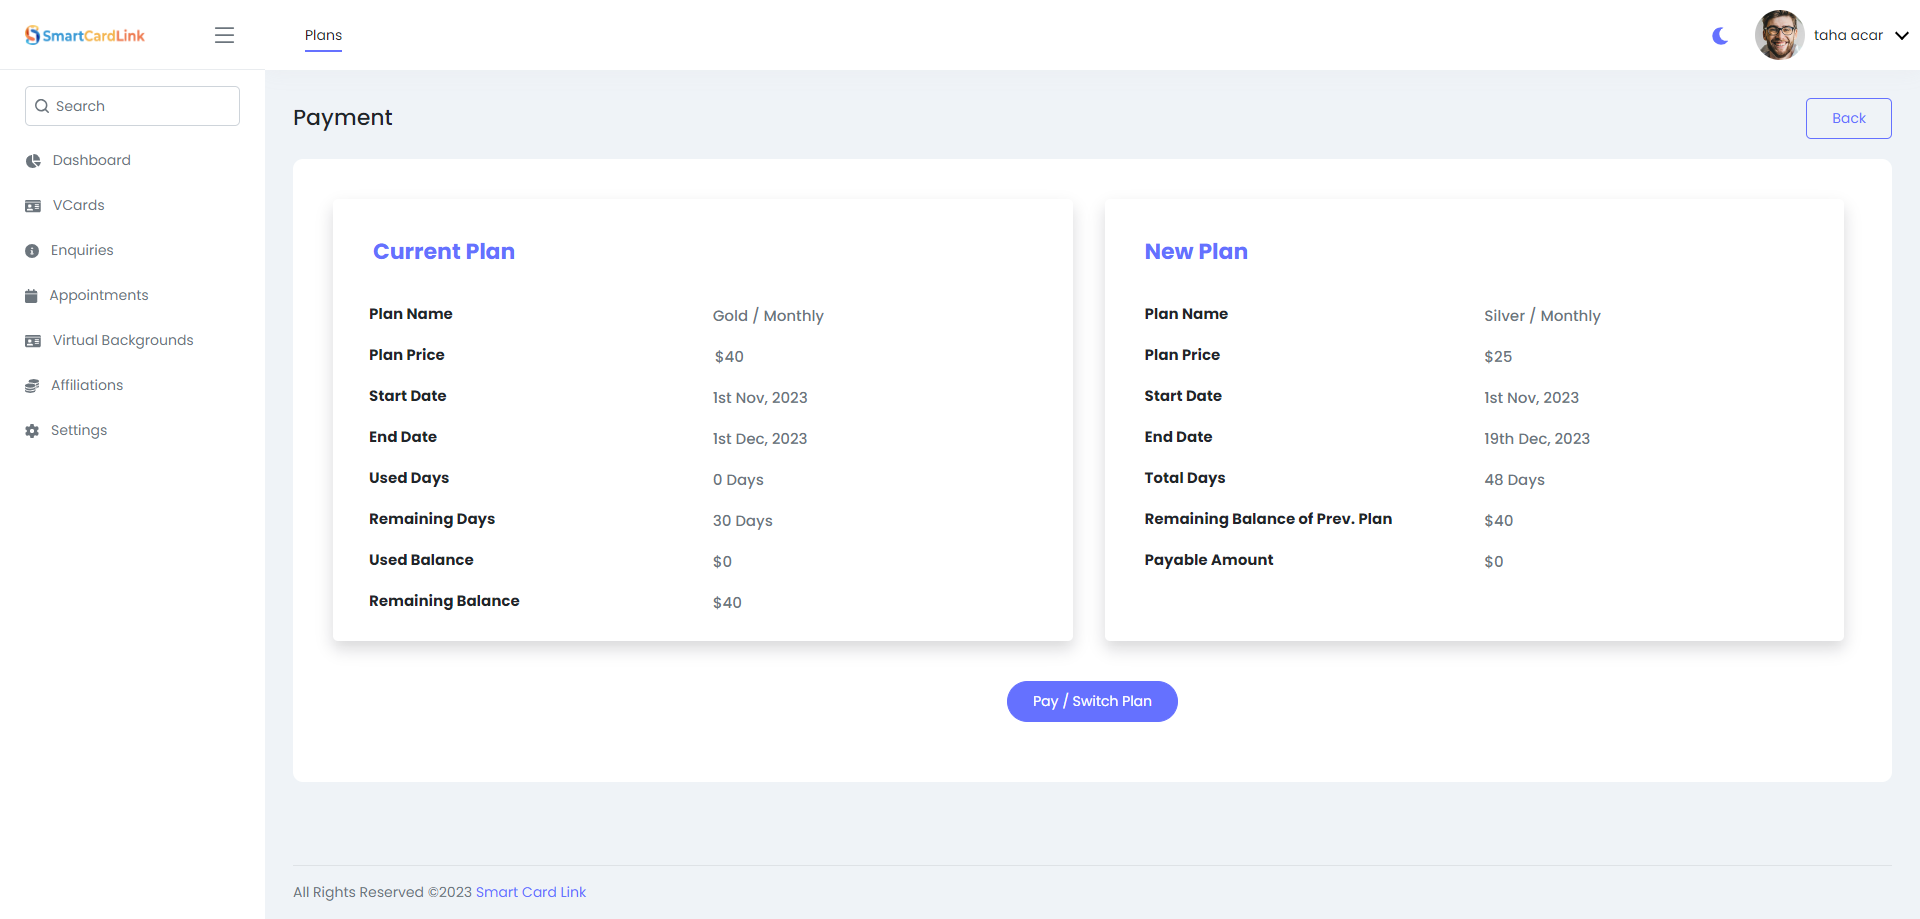 SmartCardLink
Plans
taha acar
Search
Dashboard
VCards
Enquiries
Appointments
Virtual Backgrounds
Affiliations
Settings
Payment
Back
Current Plan
Plan Name Gold / Monthly
Plan Price $40
Start Date 1st Nov, 2023
End Date 1st Dec, 2023
Used Days 0 Days
Remaining Days 30 Days
Used Balance $0
Remaining Balance $40
New Plan
Plan Name Silver / Monthly
Plan Price $25
Start Date 1st Nov, 2023
End Date 19th Dec, 2023
Total Days 48 Days
Remaining Balance of Prev. Plan $40
Payable Amount $0
Pay / Switch Plan
All Rights Reserved ©2023 Smart Card Link